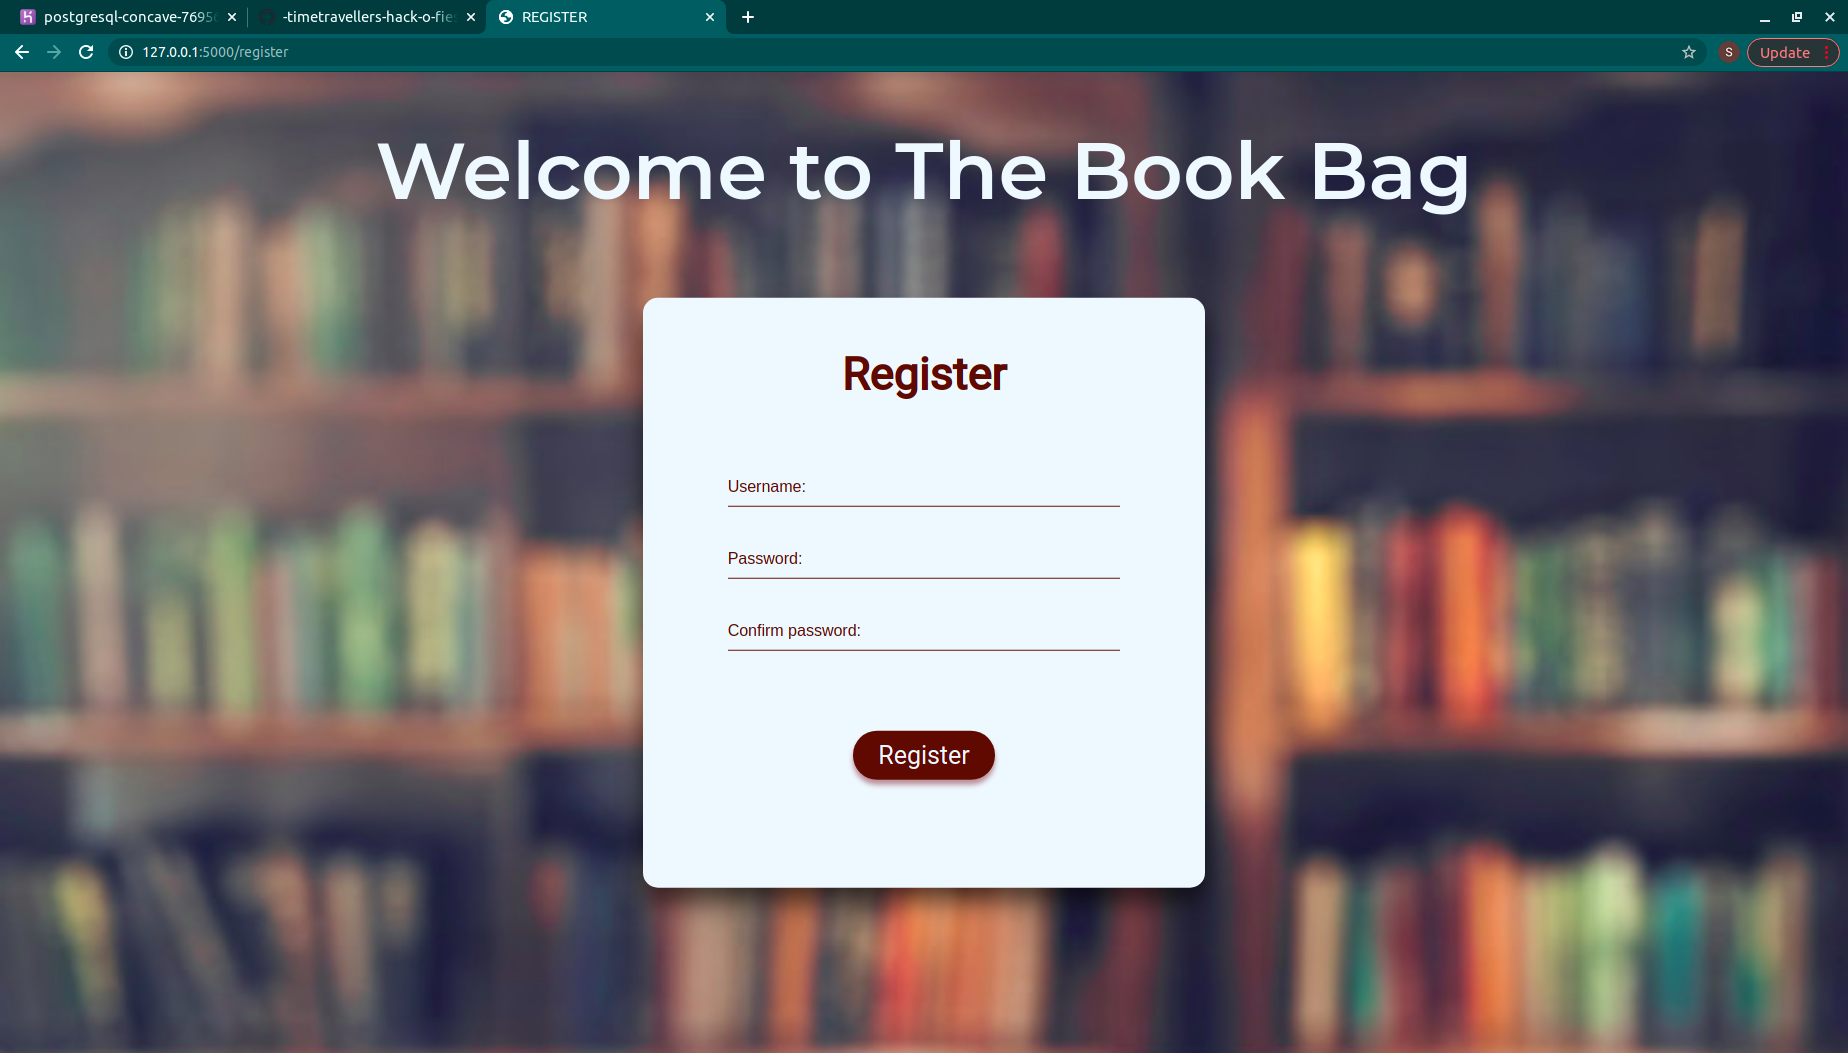 postgresql-concave-7695
-timetravellers-hack-o-fies
REGISTER
127.0.0.1:5000/register
S
Update
Welcome to The Book Bag
Register
Username:
Password:
Confirm password:
Register